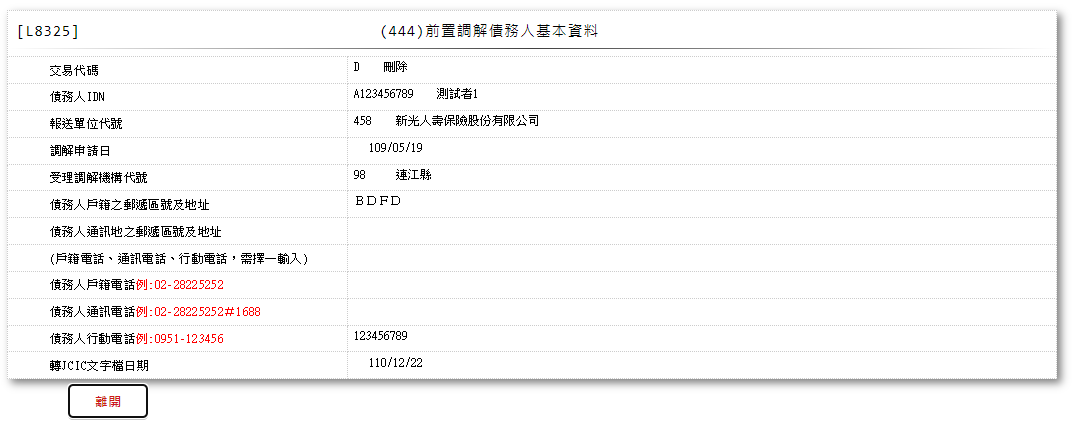 [L8325] (444)前置調解債務人基本資料
交易代碼 D 刪除
債務人IDN A123456789 測試者1
報送單位代號 458 新光人壽保險股份有限公司
調解申請日 109/05/19
受理調解機構代號 98 連江縣
債務人戶籍之郵遞區號及地址 ＢＤＦＤ
債務人通訊地之郵遞區號及地址
(戶籍電話、通訊電話、行動電話，需擇一輸入)
債務人戶籍電話例:02-28225252
債務人通訊電話例:02-28225252#1688
債務人行動電話例:0951-123456 123456789
轉JCIC文字檔日期 110/12/22
離開